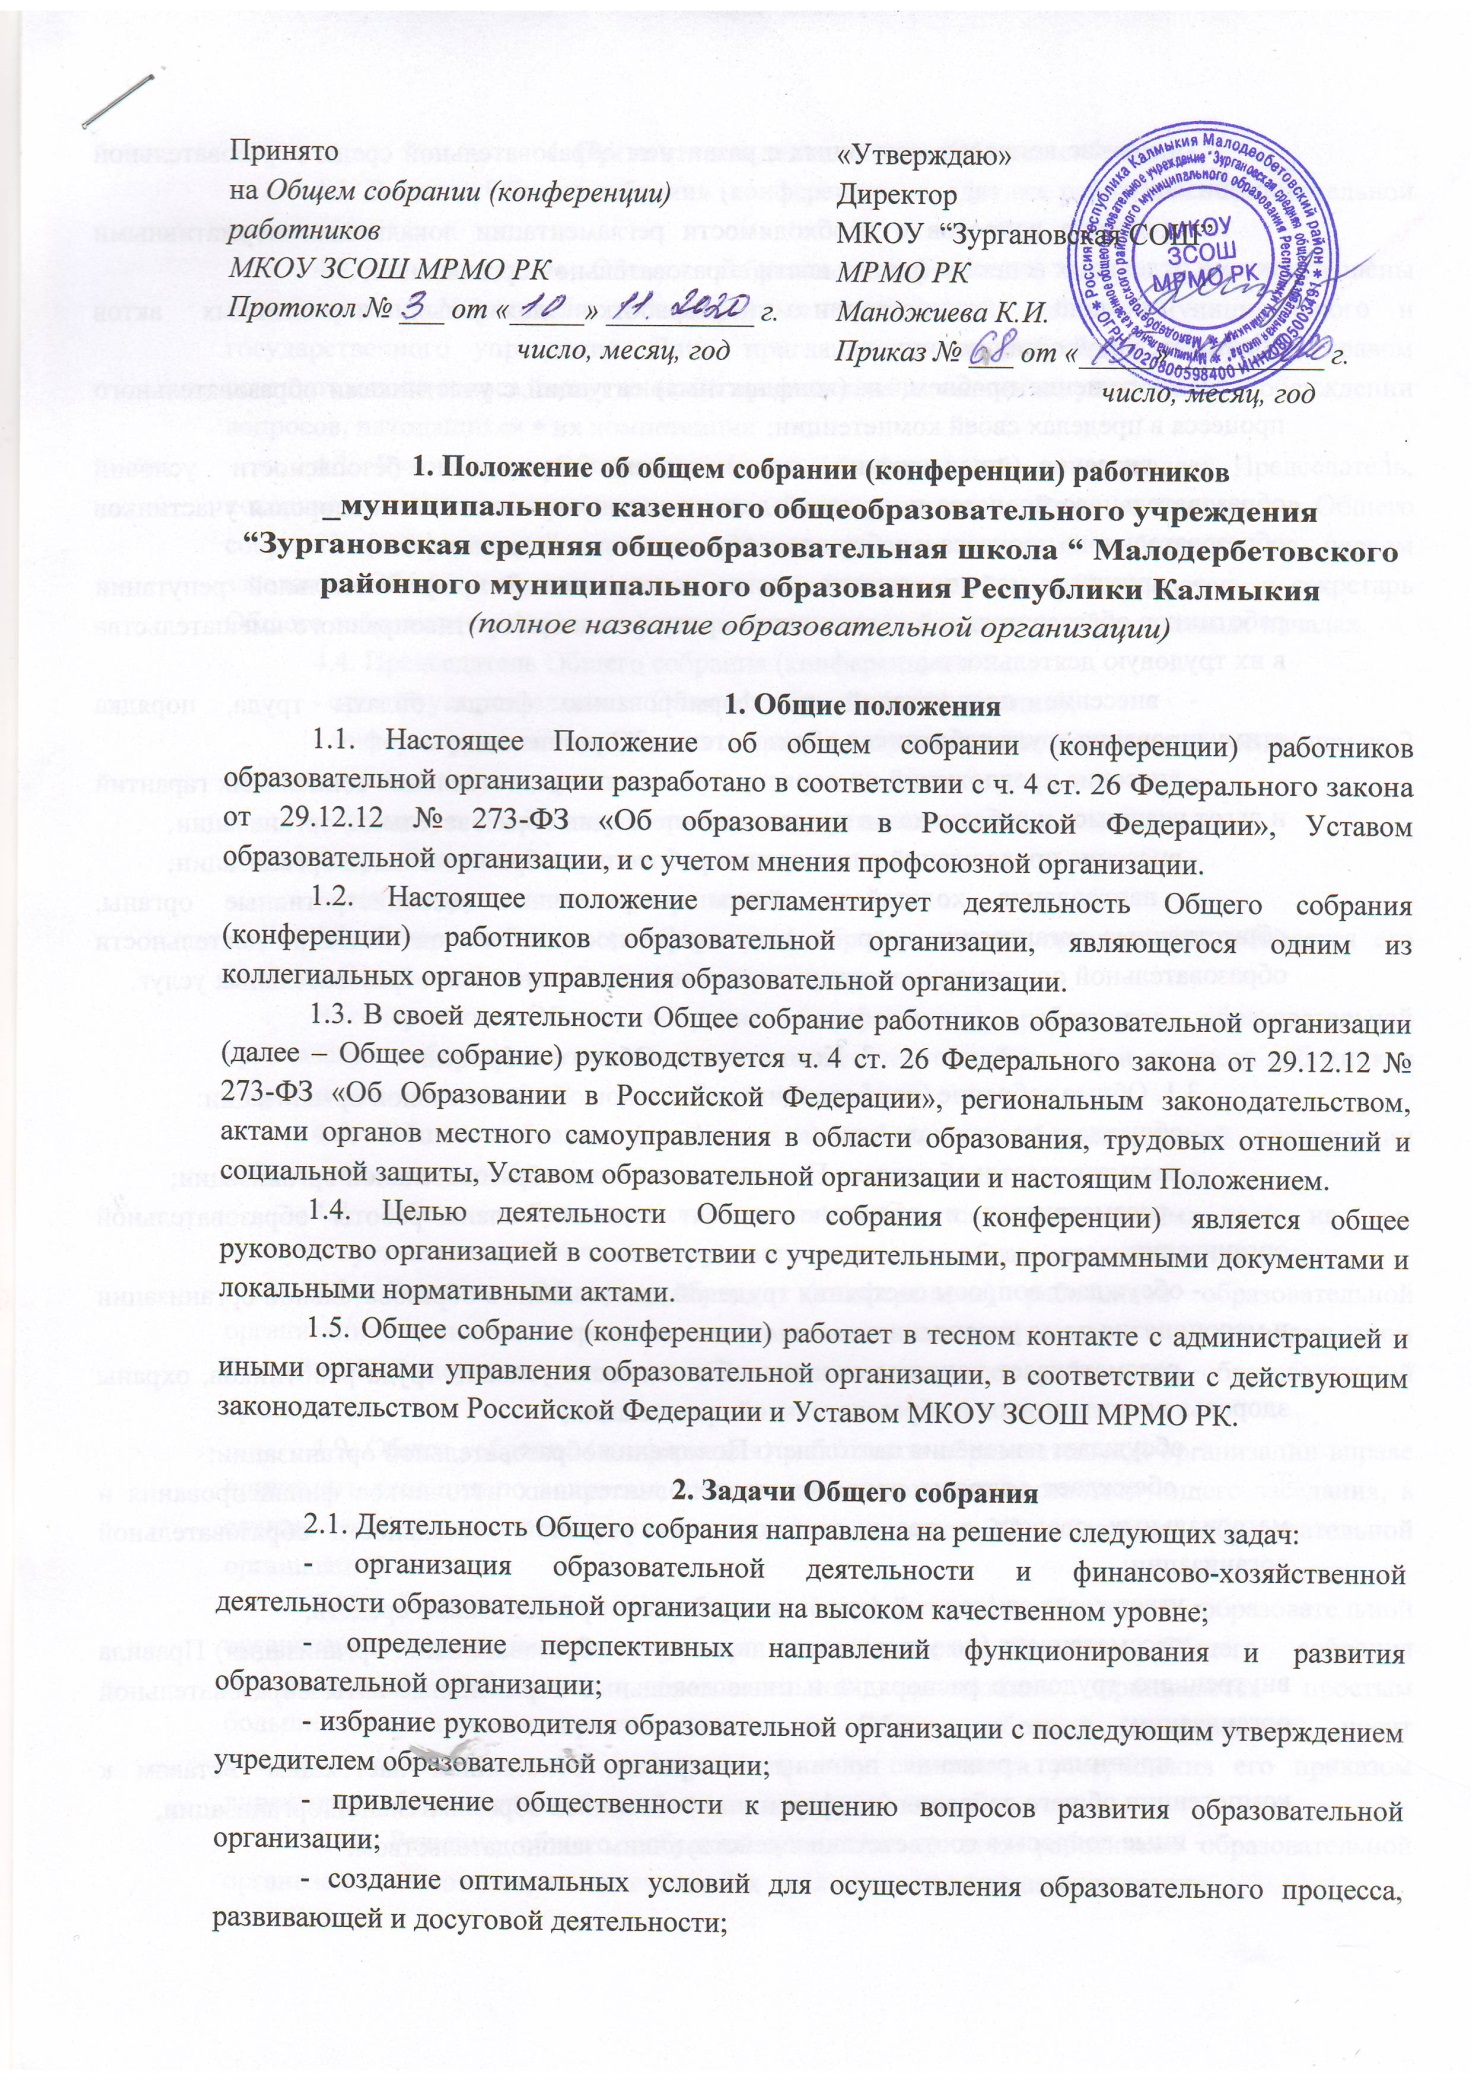 Принято
на Общем собрании (конференции)
работников
МКОУ ЗСОШ МРМО РК
Протокол № 3 от « 10 » 11 2020 г.
число, месяц, год
«Утверждаю»
Директор
МКОУ “Зургановская СОШ”
МРМО РК
Манджиева К.И.
Приказ № 68 от « » г.
число, месяц, год
МКОУ
ЗСОШ
МРМО РК
1. Положение об общем собрании (конференции) работников
_муниципального казенного общеобразовательного учреждения
“Зургановская средняя общеобразовательная школа “ Малодербетовского
районного муниципального образования Республики Калмыкия
(полное название образовательной организации)
1. Общие положения
1.1. Настоящее Положение об общем собрании (конференции) работников
образовательной организации разработано в соответствии с ч. 4 ст. 26 Федерального закона
от 29.12.12 № 273-ФЗ «Об образовании в Российской Федерации», Уставом
образовательной организации, и с учетом мнения профсоюзной организации.
1.2. Настоящее положение регламентирует деятельность Общего собрания
(конференции) работников образовательной организации, являющегося одним из
коллегиальных органов управления образовательной организации.
1.3. В своей деятельности Общее собрание работников образовательной организации
(далее – Общее собрание) руководствуется ч.4 ст. 26 Федерального закона от 29.12.12 №
273-ФЗ «Об Образовании в Российской Федерации», региональным законодательством,
актами органов местного самоуправления в области образования, трудовых отношений и
социальной защиты, Уставом образовательной организации и настоящим Положением.
1.4. Целью деятельности Общего собрания (конференции) является общее
руководство организацией в соответствии с учредительными, программными документами и
локальными нормативными актами.
1.5. Общее собрание (конференции) работает в тесном контакте с администрацией и
иными органами управления образовательной организации, в соответствии с действующим
законодательством Российской Федерации и Уставом МКОУ ЗСОШ МРМО РК.
2. Задачи Общего собрания
2.1. Деятельность Общего собрания направлена на решение следующих задач:
- организация образовательной деятельности и финансово-хозяйственной
деятельности образовательной организации на высоком качественном уровне;
- определение перспективных направлений функционирования и развития
образовательной организации;
- избрание руководителя образовательной организации с последующим утверждением
учредителем образовательной организации;
- привлечение общественности к решению вопросов развития образовательной
организации;
- создание оптимальных условий для осуществления образовательного процесса,
развивающей и досуговой деятельности;